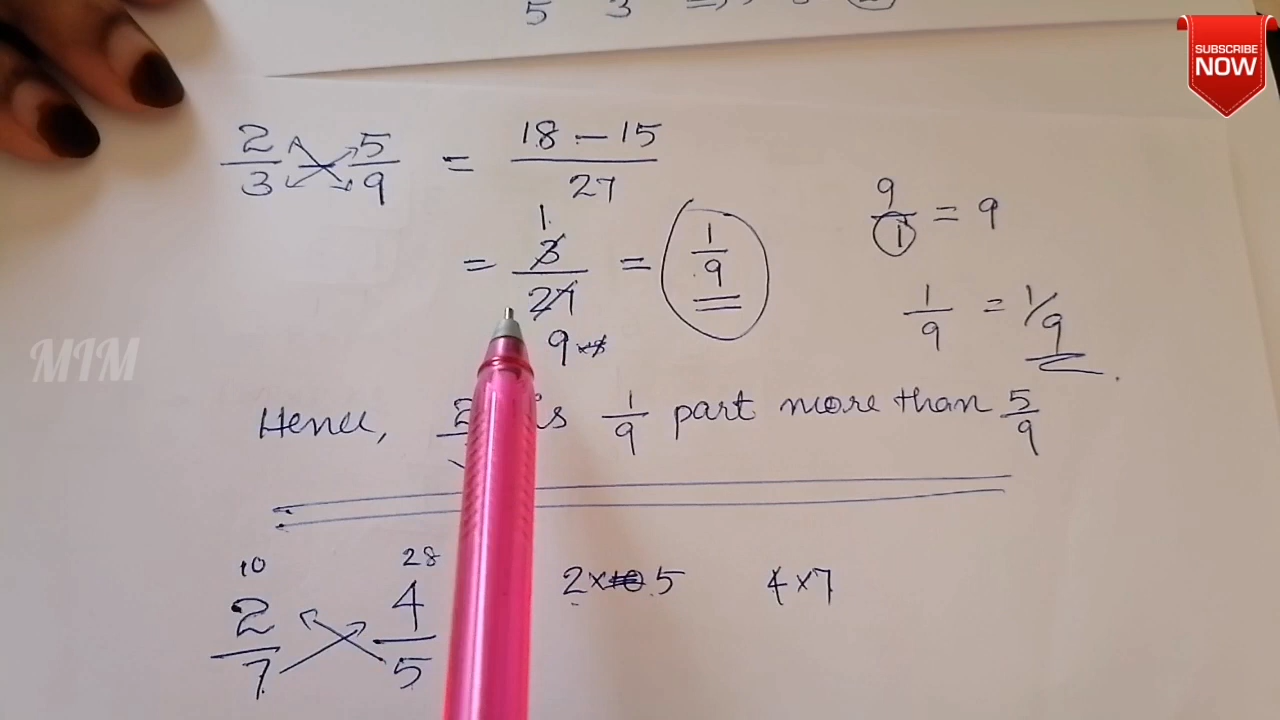 5 3
SUBSCRIBE
NOW
2/3 5/9 = 18 - 15/27
= 3/27 = 1/9
1
9
9/1 = 9
1/9 = 1/9
MIM
Hence, 2 is 1/9 part more than 5/9
10 28
2/7 4/5
2×5 4×7